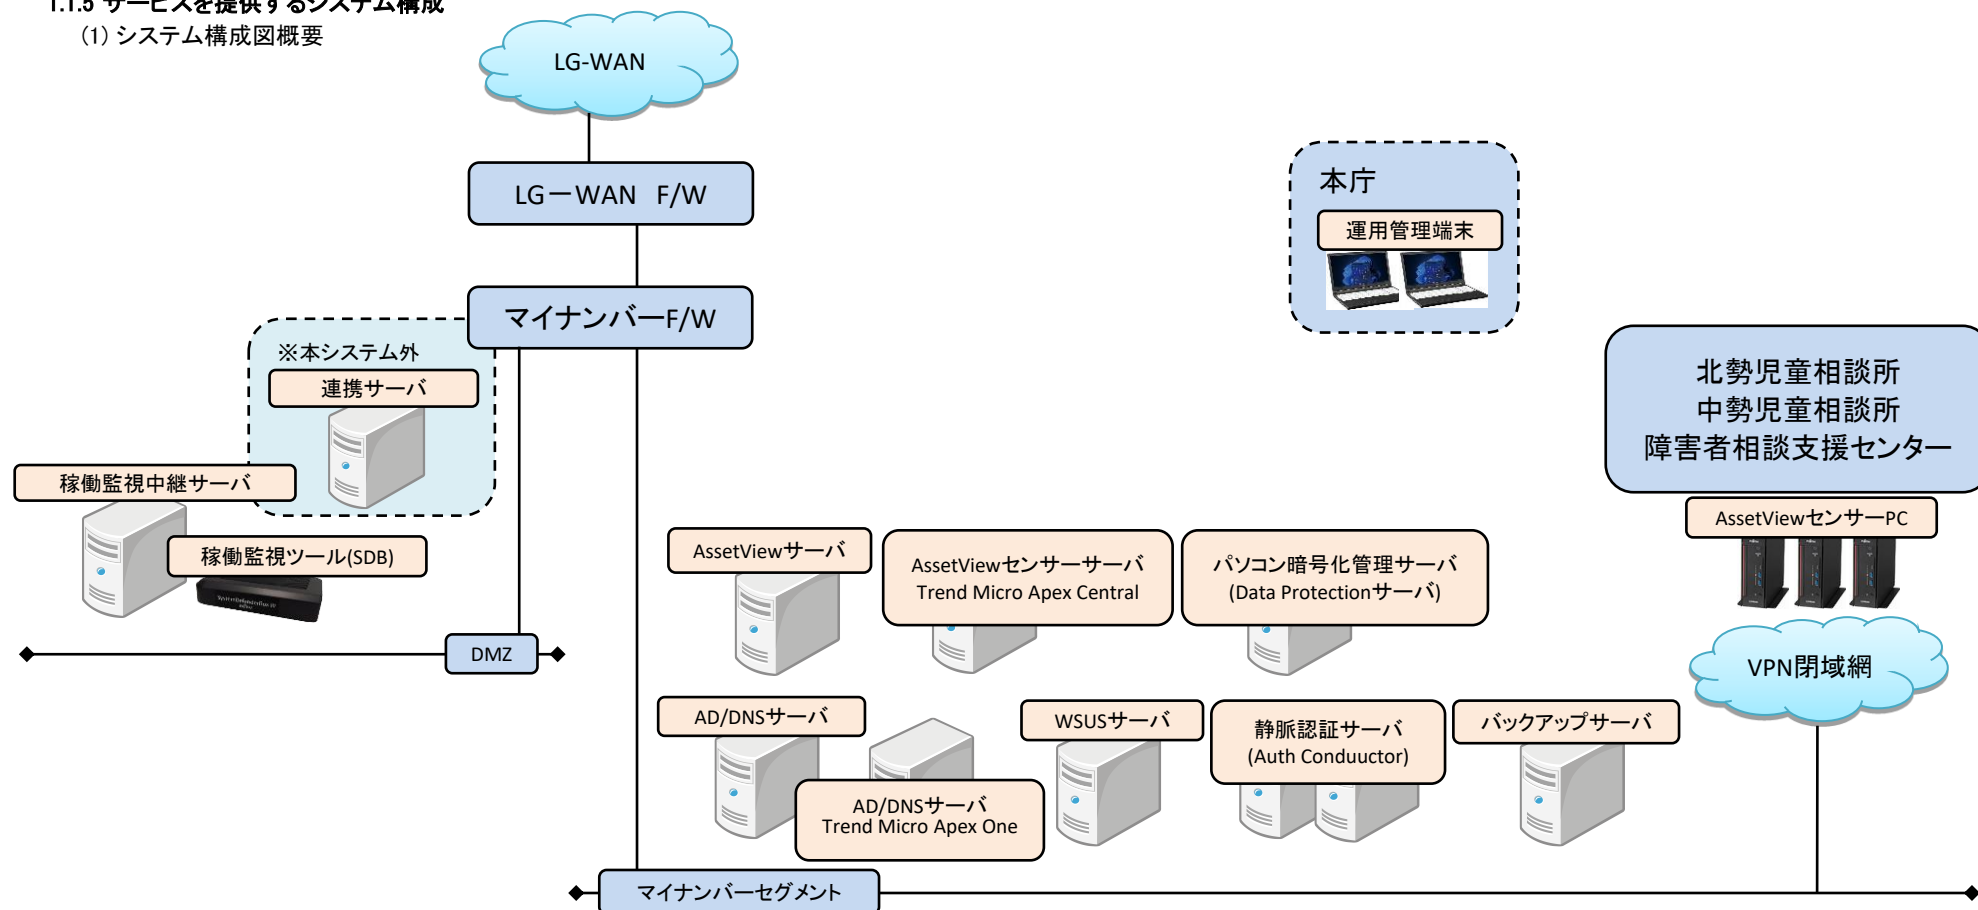 1.1.5 サービスを提供するシステム構成
(1) システム構成図概要
LG-WAN
LGーWAN F/W
本庁
運用管理端末
マイナンバーF/W
※本システム外
連携サーバ
北勢児童相談所
中勢児童相談所
障害者相談支援センター
稼働監視中継サーバ
稼働監視ツール(SDB)
AssetViewセンサーPC
AssetViewサーバ
AssetViewセンサーサーバ
Trend Micro Apex Central
パソコン暗号化管理サーバ
(Data Protectionサーバ)
DMZ
VPN閉域網
AD/DNSサーバ
WSUSサーバ
静脈認証サーバ
(Auth Conduuctor)
バックアップサーバ
AD/DNSサーバ
Trend Micro Apex One
マイナンバーセグメント